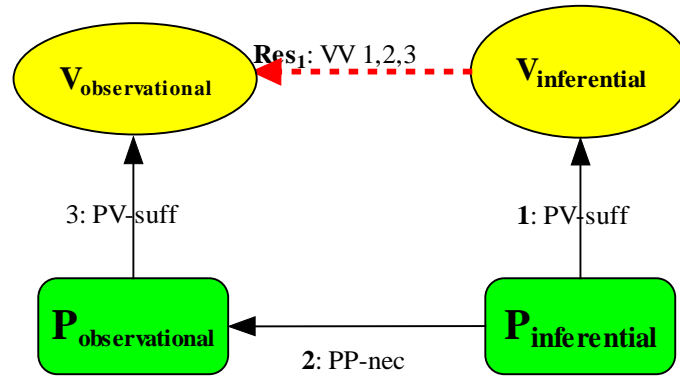 Res1: VV 1,2,3
Vobservational
Vinferential
3: PV-suff
1: PV-suff
Pobservational
Pinferential
2: PP-nec